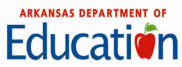 ARKANSAS DEPARTMENT OF
Education